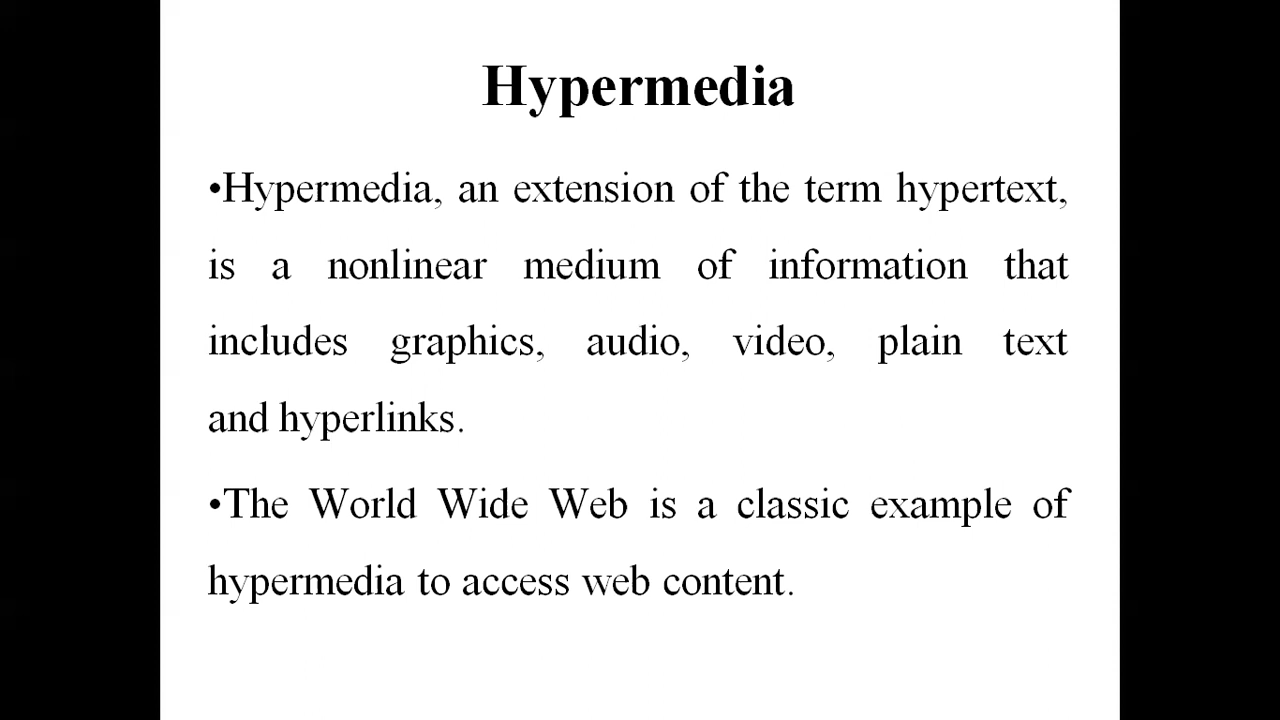 Hypermedia
•Hypermedia, an extension of the term hypertext,
is a nonlinear medium of information that
includes graphics, audio, video, plain text
and hyperlinks.
•The World Wide Web is a classic example of
hypermedia to access web content.